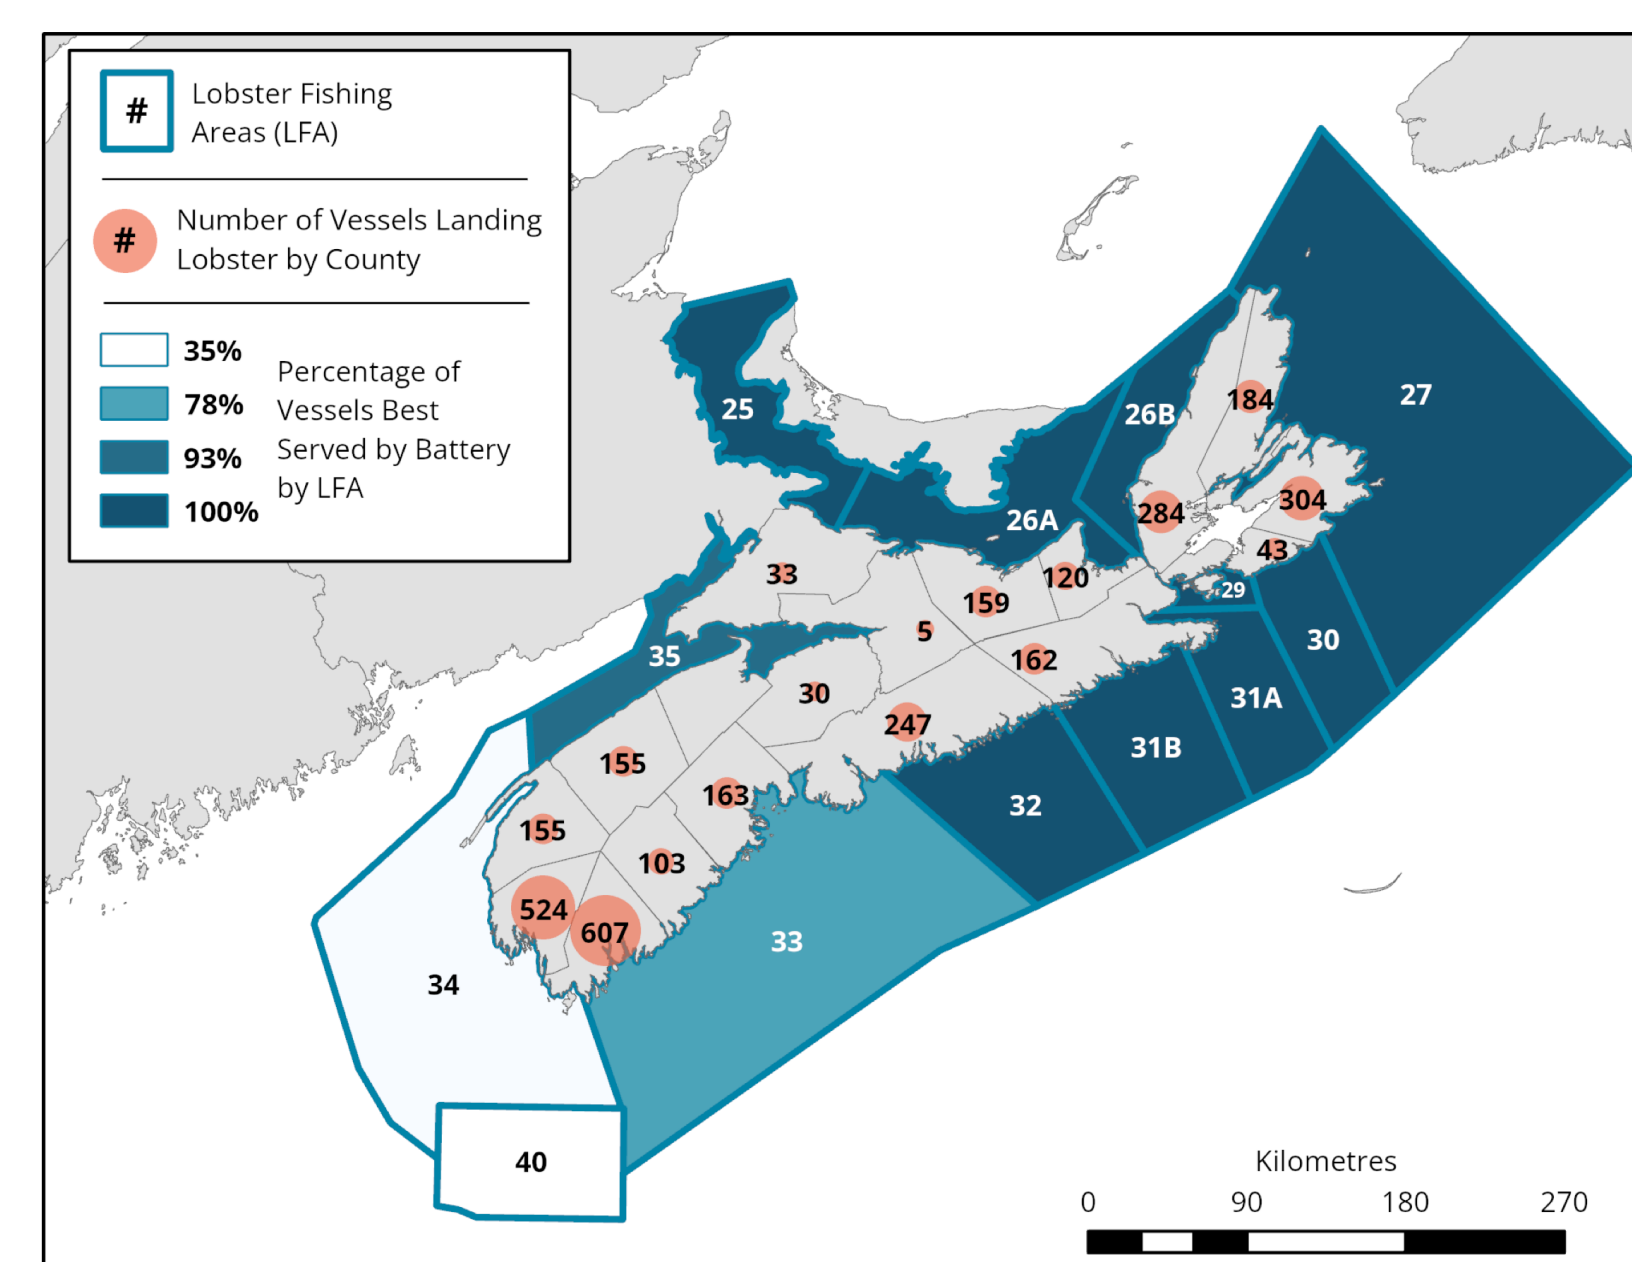 #
Lobster Fishing
Areas (LFA)
#
Number of Vessels Landing
Lobster by County
35%
78%
93%
100%
Percentage of
Vessels Best
Served by Battery
by LFA
25
26B
27
184
284
304
26A
43
33
120
29
159
5
30
35
162
30
31A
247
31B
155
163
32
155
103
524
607
33
34
40
Kilometres
0 90 180 270